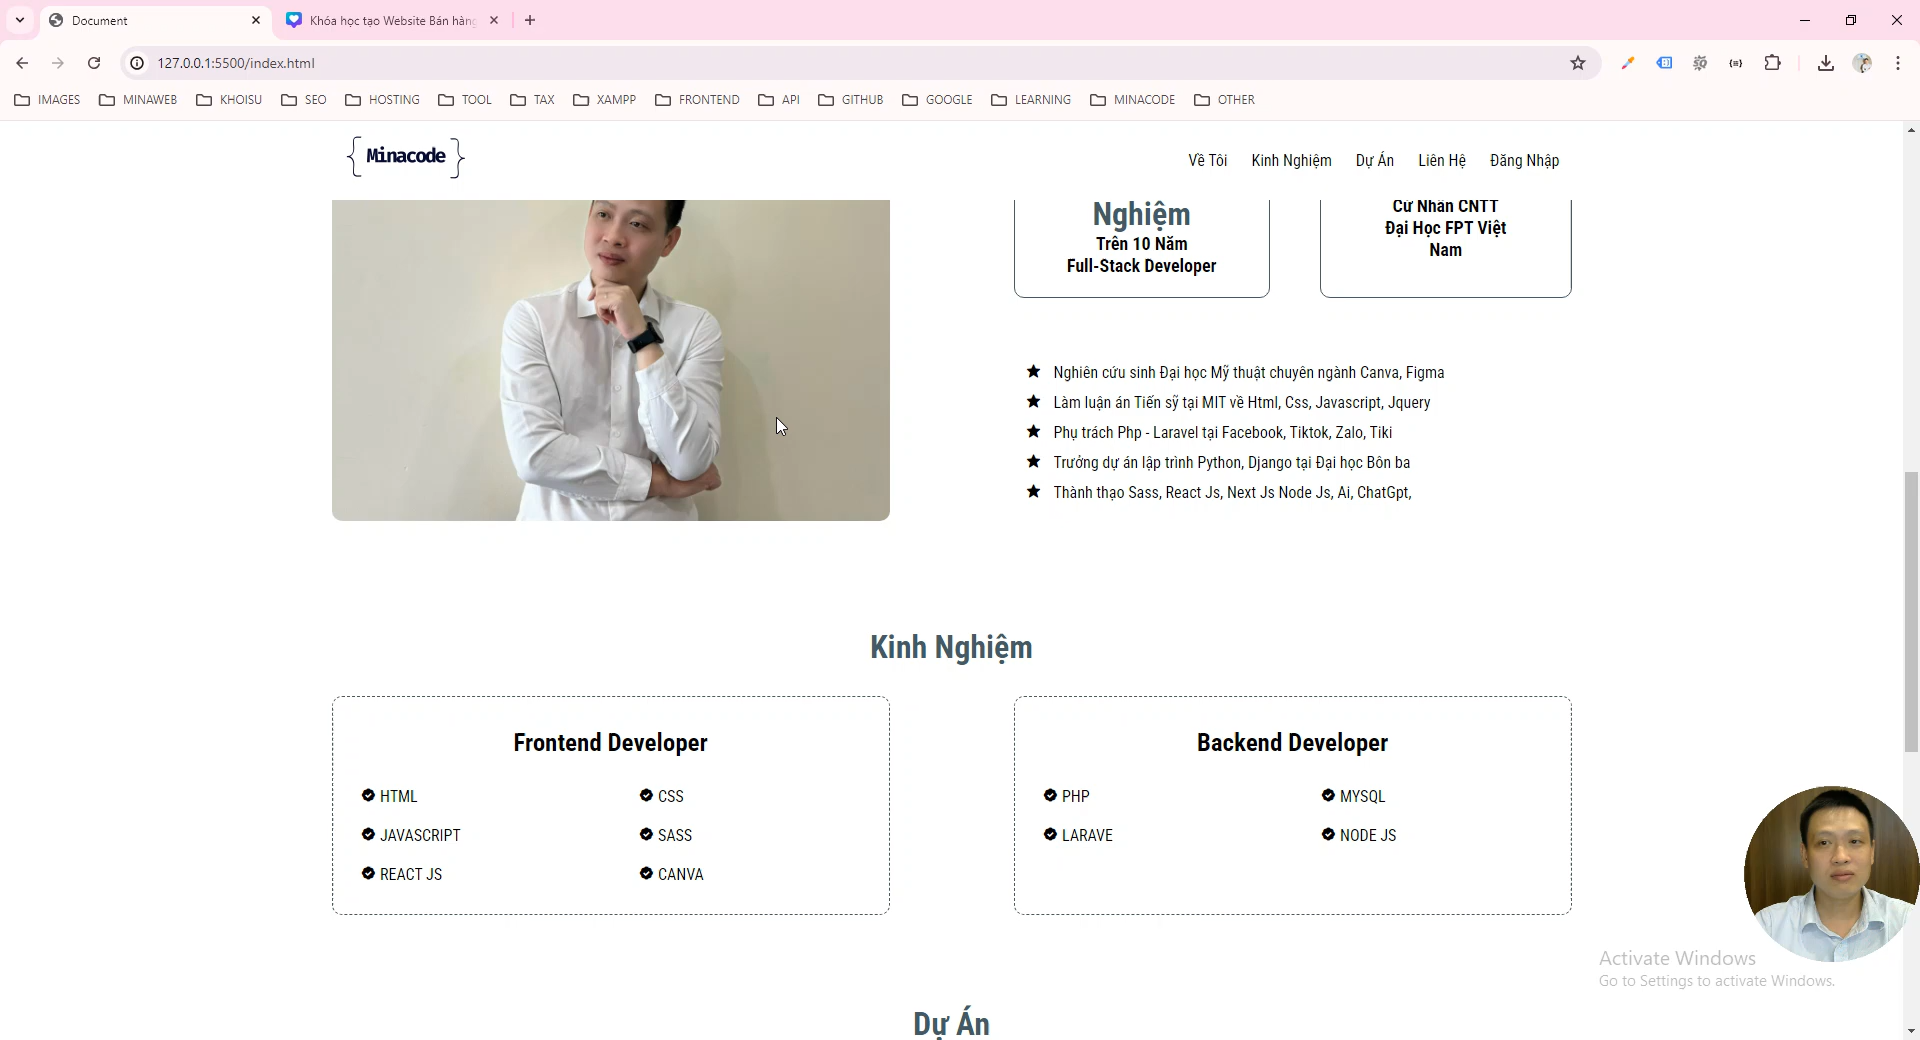 Document
Khóa học tạo Website Bán hàng
127.0.0.1:5500/index.html
IMAGES
MINAWEB
KHOISU
SEO
HOSTING
TOOL
TAX
XAMPP
FRONTEND
API
GITHUB
GOOGLE
LEARNING
MINACODE
OTHER
Minacode
Về Tôi
Kinh Nghiệm
Dự Án
Liên Hệ
Đăng Nhập
Nghiệm
Trên 10 Năm
Full-Stack Developer
Cử Nhân CNTT
Đại Học FPT Việt
Nam
Nghiên cứu sinh Đại học Mỹ thuật chuyên ngành Canva, Figma
Làm luận án Tiến sỹ tại MIT về Html, Css, Javascript, Jquery
Phụ trách Php - Laravel tại Facebook, Tiktok, Zalo, Tiki
Trưởng dự án lập trình Python, Django tại Đại học Bôn ba
Thành thạo Sass, React Js, Next Js Node Js, Ai, ChatGpt,
Kinh Nghiệm
Frontend Developer
HTML
CSS
JAVASCRIPT
SASS
REACT JS
CANVA
Backend Developer
PHP
MYSQL
LARAVE
NODE JS
Dự Án
Activate Windows
Go to Settings to activate Windows.